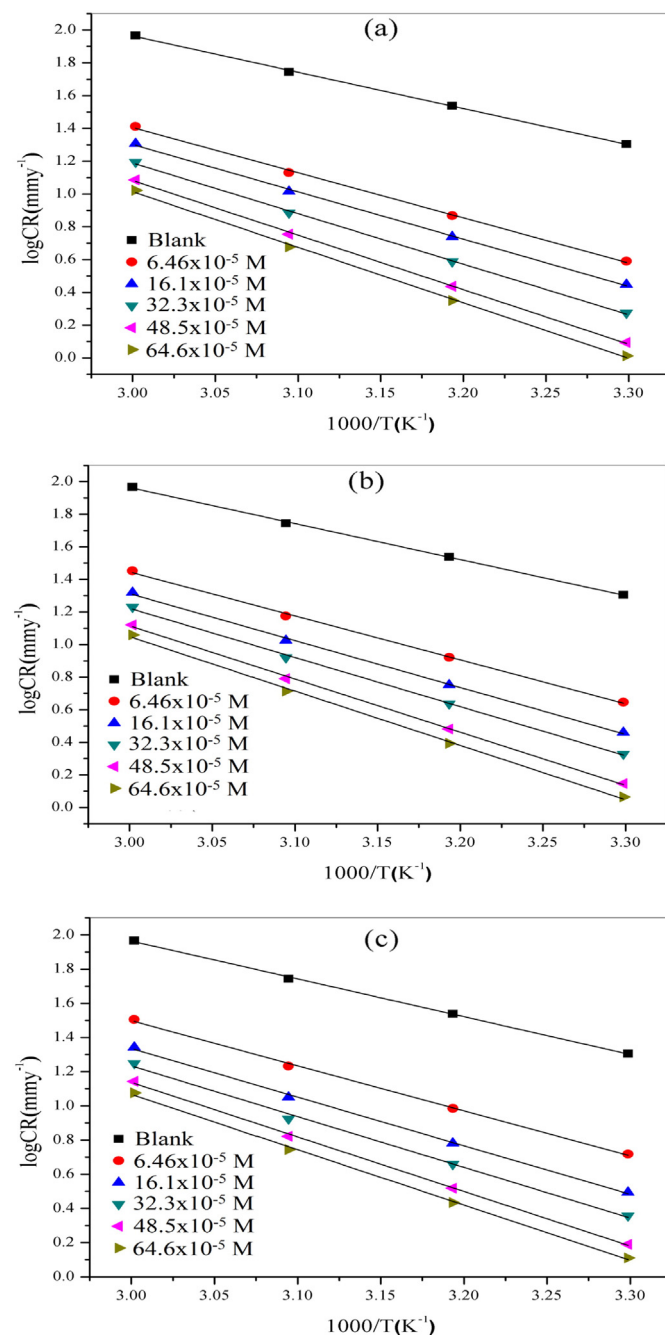 (a)
2.0
1.8
1.6
1.4
1.2
1.0
0.8
0.6
0.4
0.2
0.0
logCR(mmy⁻¹)
Blank
6.46x10⁻⁵ M
16.1x10⁻⁵ M
32.3x10⁻⁵ M
48.5x10⁻⁵ M
64.6x10⁻⁵ M
3.00 3.05 3.10 3.15 3.20 3.25 3.30
1000/T(K⁻¹)
(b)
2.0
1.8
1.6
1.4
1.2
1.0
0.8
0.6
0.4
0.2
0.0
logCR(mmy⁻¹)
Blank
6.46x10⁻⁵ M
16.1x10⁻⁵ M
32.3x10⁻⁵ M
48.5x10⁻⁵ M
64.6x10⁻⁵ M
3.00 3.05 3.10 3.15 3.20 3.25 3.30
1000/T(K⁻¹)
(c)
2.0
1.8
1.6
1.4
1.2
1.0
0.8
0.6
0.4
0.2
0.0
logCR(mmy⁻¹)
Blank
6.46x10⁻⁵ M
16.1x10⁻⁵ M
32.3x10⁻⁵ M
48.5x10⁻⁵ M
64.6x10⁻⁵ M
3.00 3.05 3.10 3.15 3.20 3.25 3.30
1000/T(K⁻¹)